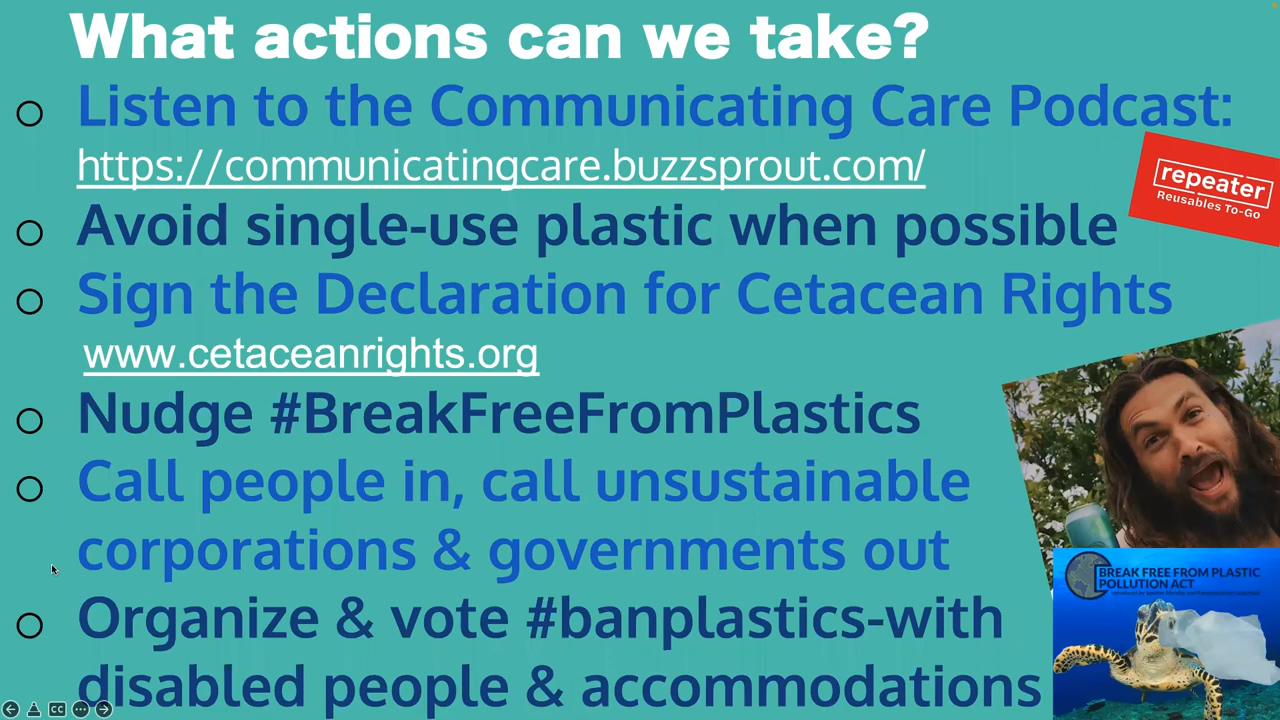 What actions can we take?
Listen to the Communicating Care Podcast:
https://communicatingcare.buzzsprout.com/
repeater
Reusables To-Go
Avoid single-use plastic when possible
Sign the Declaration for Cetacean Rights
www.cetaceanrights.org
Nudge #BreakFreeFromPlastics
Call people in, call unsustainable
corporations & governments out
BREAK FREE FROM PLASTIC
POLLUTION ACT
Organize & vote #banplastics-with
disabled people & accommodations
CC